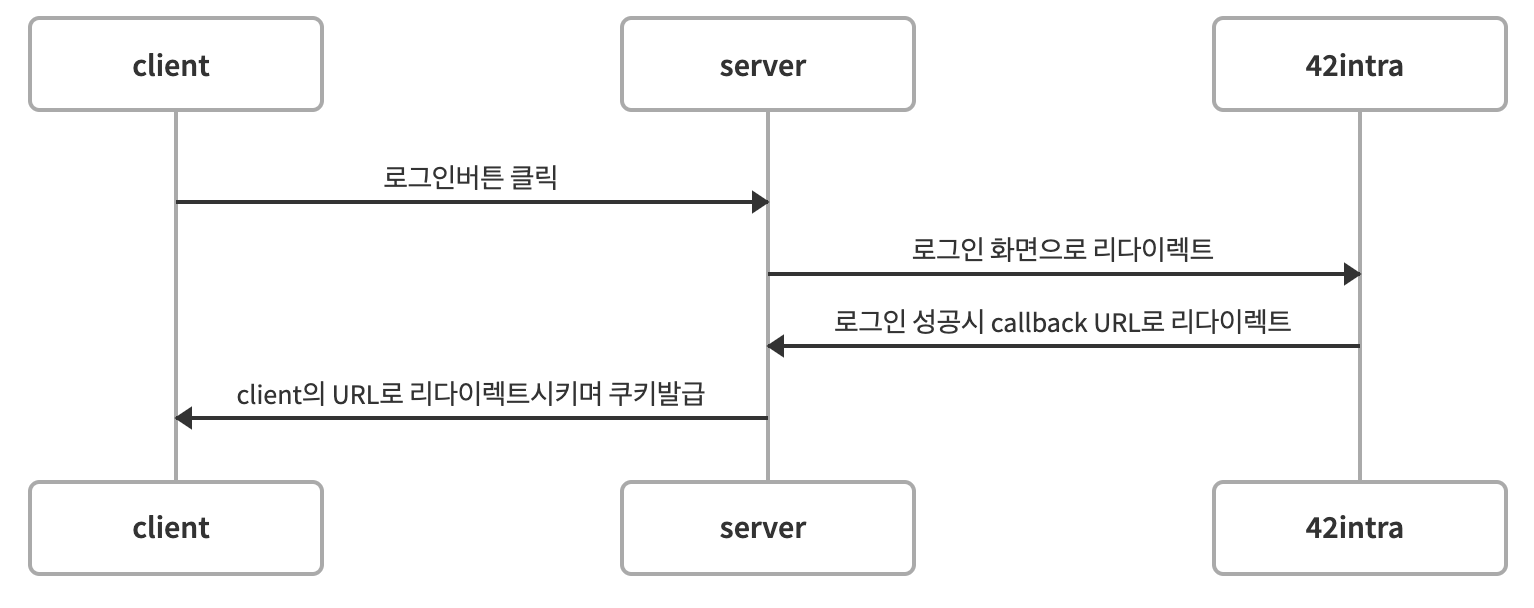 client
server
42intra
로그인버튼 클릭
로그인 화면으로 리다이렉트
로그인 성공시 callback URL로 리다이렉트
client의 URL로 리다이렉트시키며 쿠키발급
client
server
42intra